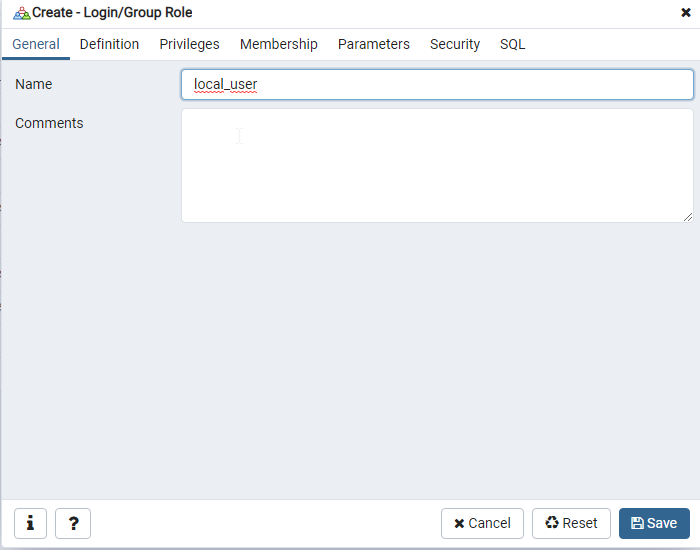 Create - Login/Group Role
General Definition Privileges Membership Parameters Security SQL
Name local_user
Comments
i ? Cancel Reset Save